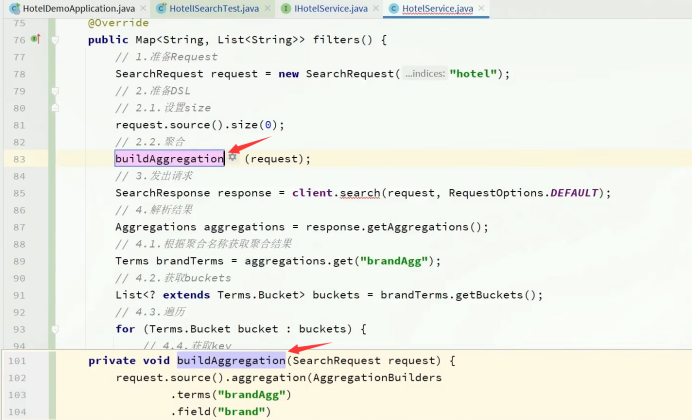 HotelDemoApplication.java × HotelISearchTest.java × IHotelService.java × HotelService.java ×
75 @Override
76 public Map<String, List<String>> filters() {
77 // 1.准备Request
78 SearchRequest request = new SearchRequest( ...indices: "hotel");
79 // 2.准备DSL
80 // 2.1.设置size
81 request.source().size(0);
82 // 2.2.聚合
83 buildAggregation (request);
84 // 3.发出请求
85 SearchResponse response = client.search(request, RequestOptions.DEFAULT);
86 // 4.解析结果
87 Aggregations aggregations = response.getAggregations();
88 // 4.1.根据聚合名称获取聚合结果
89 Terms brandTerms = aggregations.get("brandAgg");
90 // 4.2.获取buckets
91 List<? extends Terms.Bucket> buckets = brandTerms.getBuckets();
92 // 4.3.遍历
93 for (Terms.Bucket bucket : buckets) {
94 // 4.4.获取key
101 private void buildAggregation(SearchRequest request) {
102 request.source().aggregation(AggregationBuilders
103 .terms("brandAgg")
104 .field("brand")